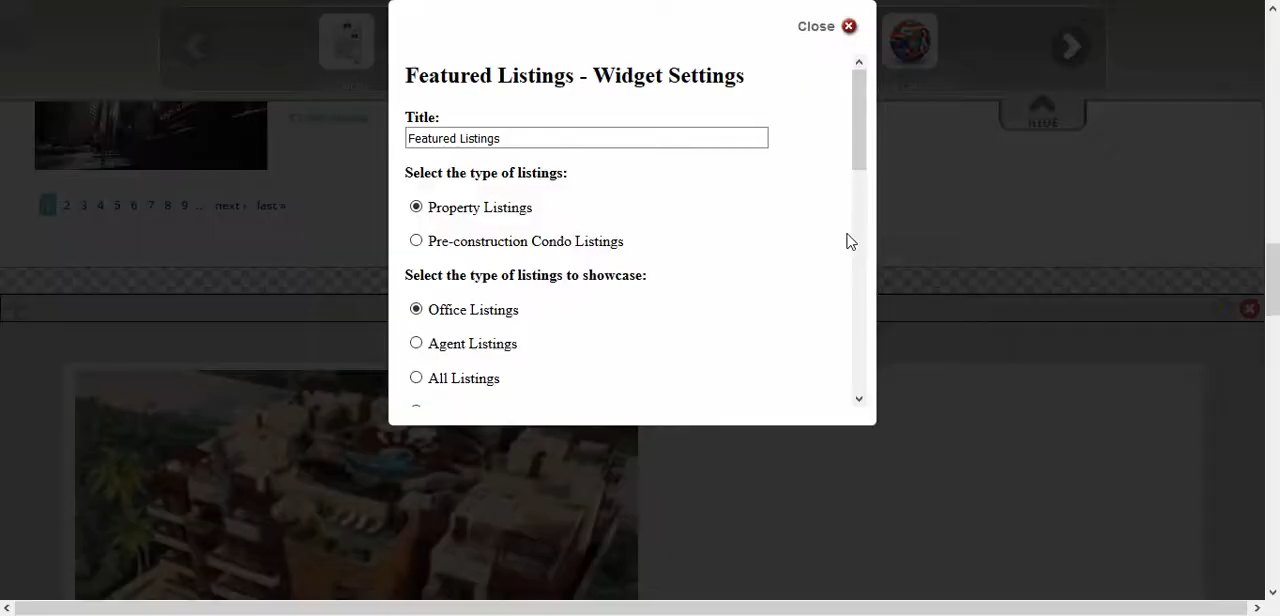 Close
Featured Listings - Widget Settings
Title:
Featured Listings
Select the type of listings:
Property Listings
Pre-construction Condo Listings
Select the type of listings to showcase:
Office Listings
Agent Listings
All Listings
HIDE
1 2 3 4 5 6 7 8 9 ... next › last »